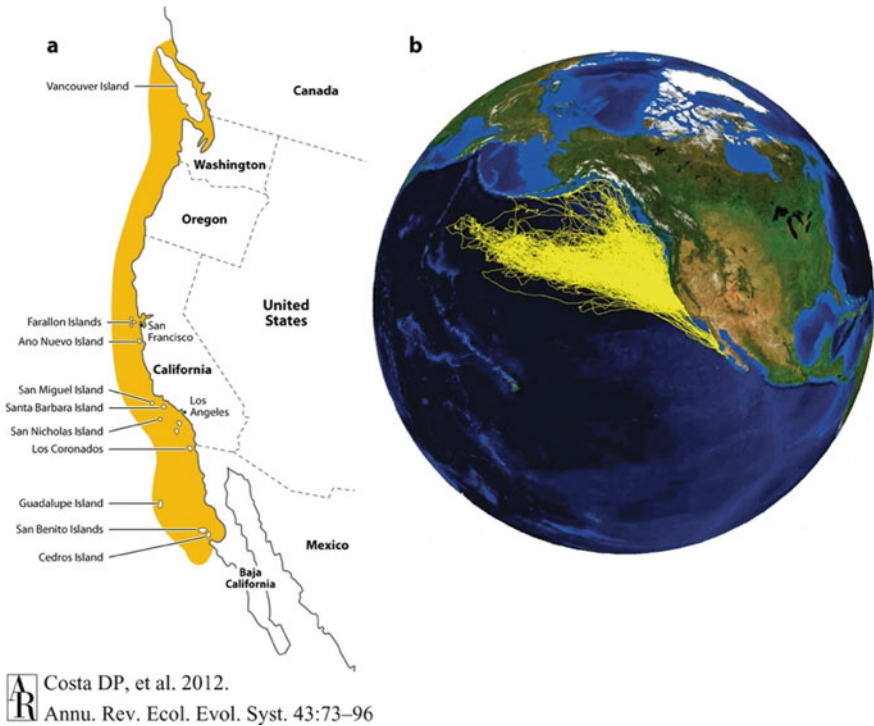 a
b
Vancouver Island
Canada
Washington
Oregon
United
States
Farallon Islands
San
Francisco
Ano Nuevo Island
California
San Miguel Island
Los
Angeles
Santa Barbara Island
San Nicholas Island
Los Coronados
Guadalupe Island
San Benito Islands
Mexico
Cedros Island
Baja
California
AR
Costa DP, et al. 2012.
Annu. Rev. Ecol. Evol. Syst. 43:73–96